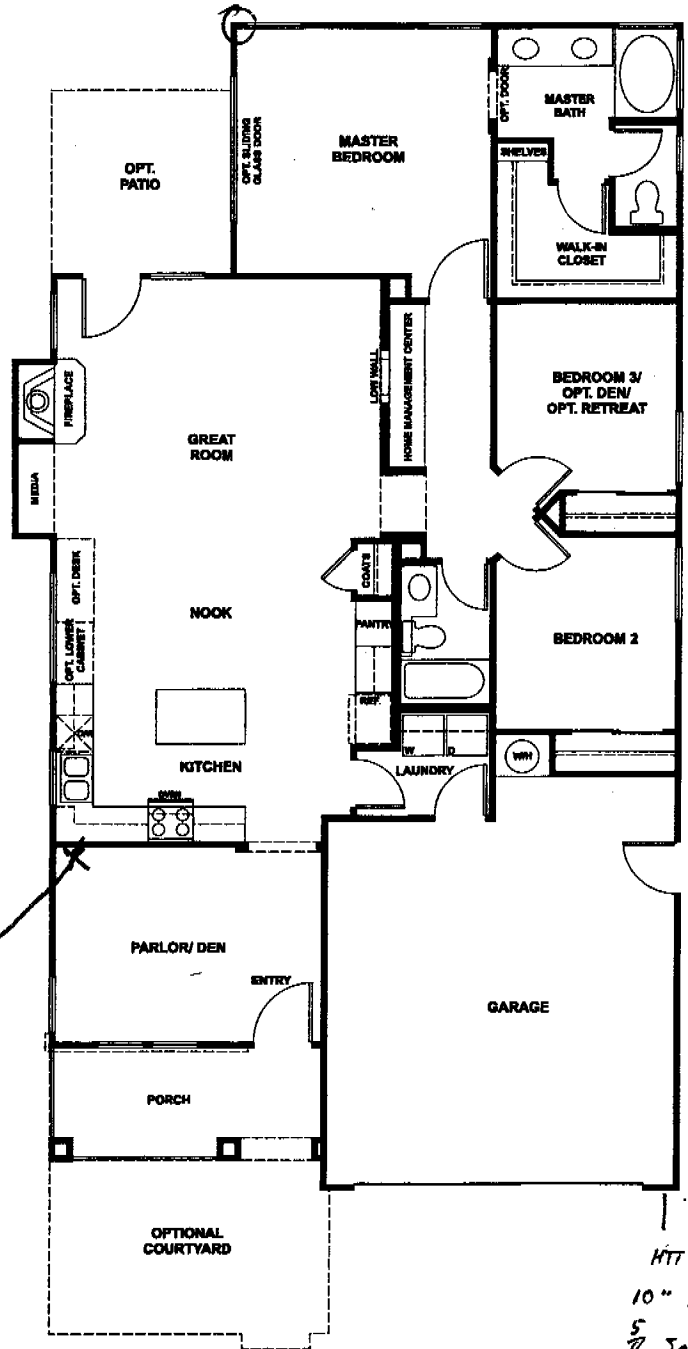 OPT. DOOR
MASTER
BATH
OPT. SLIDING
GLASS DOOR
MASTER
BEDROOM
SHELVES
OPT.
PATIO
WALK-IN
CLOSET
LOW WALL
HOME MANAGEMENT CENTER
BEDROOM 3/
OPT. DEN/
OPT. RETREAT
FIREPLACE
GREAT
ROOM
MEDIA
OPT. DESK
COATS
NOOK
PANTRY
BEDROOM 2
OPT. LOWER
CABINET
REF.
DW
W D
LAUNDRY
W/H
KITCHEN
OVEN
PARLOR/ DEN
ENTRY
GARAGE
PORCH
OPTIONAL
COURTYARD
10"
5